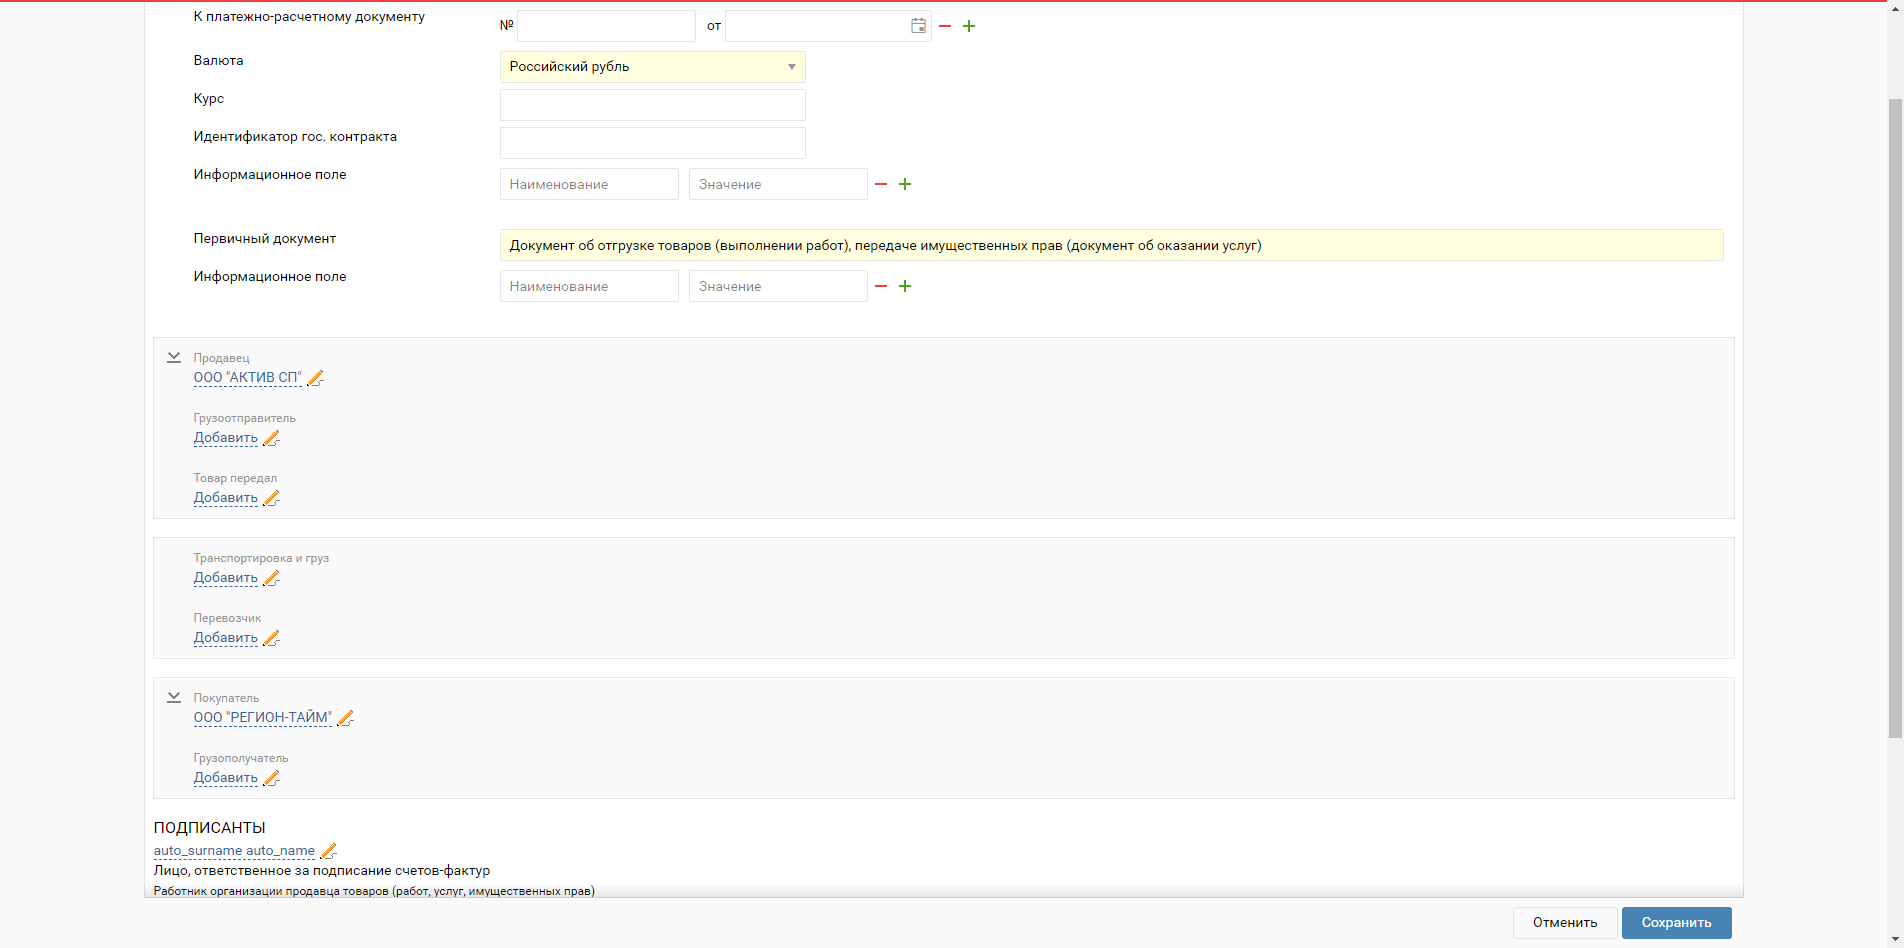 К платежно-расчетному документу № от
Валюта Российский рубль
Курс
Идентификатор гос. контракта
Информационное поле Наименование Значение
Первичный документ Документ об отгрузке товаров (выполнении работ), передаче имущественных прав (документ об оказании услуг)
Информационное поле Наименование Значение
Продавец
ООО "АКТИВ СП"
Грузоотправитель
Добавить
Товар передал
Добавить
Транспортировка и груз
Добавить
Перевозчик
Добавить
Покупатель
ООО "РЕГИОН-ТАЙМ"
Грузополучатель
Добавить
ПОДПИСАНТЫ
auto_surname auto_name
Лицо, ответственное за подписание счетов-фактур
Работник организации продавца товаров (работ, услуг, имущественных прав)
Отменить Сохранить